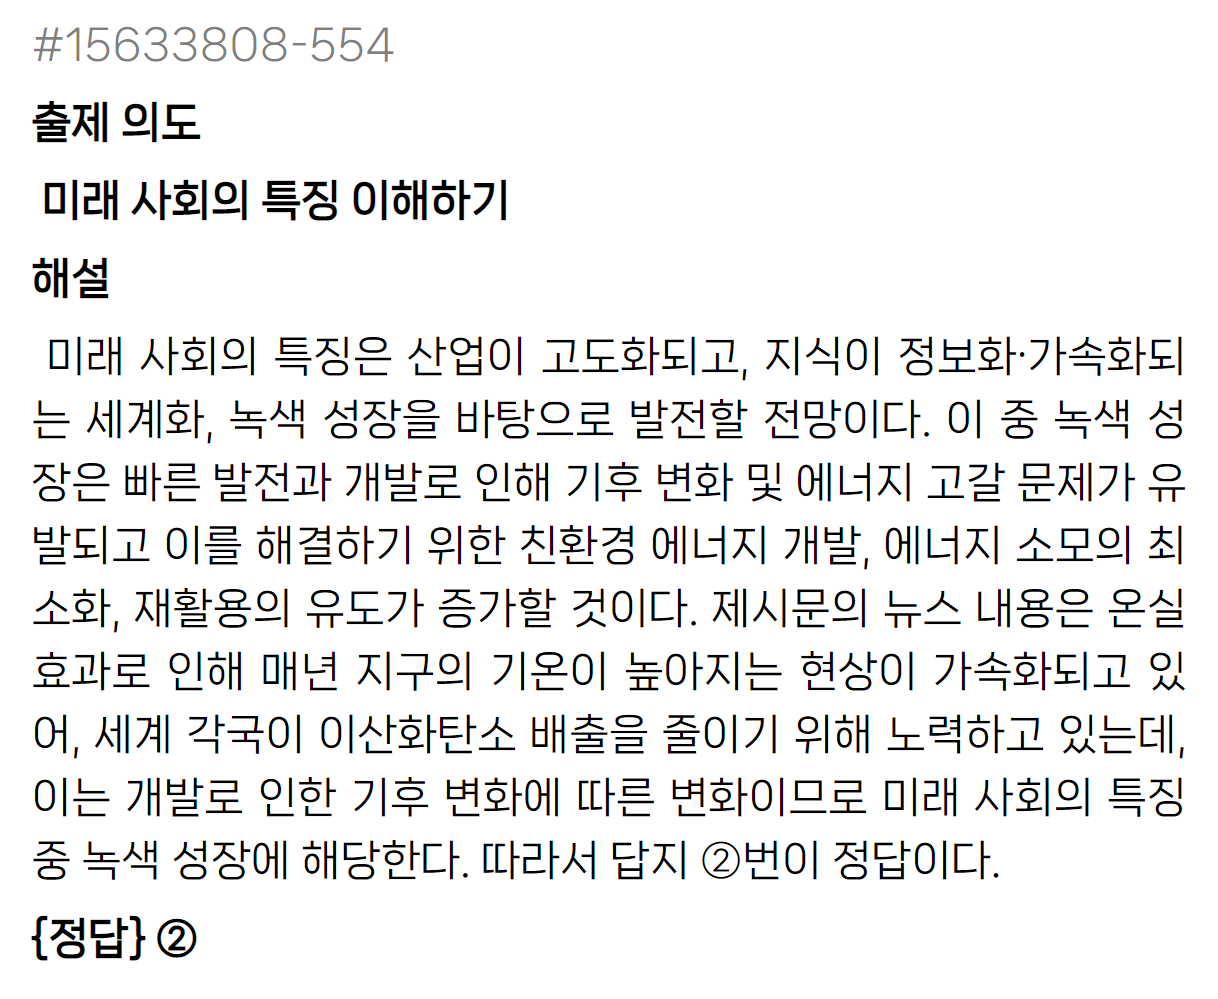 #15633808-554
출제 의도
미래 사회의 특징 이해하기
해설
미래 사회의 특징은 산업이 고도화되고, 지식이 정보화·가속화되
는 세계화, 녹색 성장을 바탕으로 발전할 전망이다. 이 중 녹색 성
장은 빠른 발전과 개발로 인해 기후 변화 및 에너지 고갈 문제가 유
발되고 이를 해결하기 위한 친환경 에너지 개발, 에너지 소모의 최
소화, 재활용의 유도가 증가할 것이다. 제시문의 뉴스 내용은 온실
효과로 인해 매년 지구의 기온이 높아지는 현상이 가속화되고 있
어, 세계 각국이 이산화탄소 배출을 줄이기 위해 노력하고 있는데,
이는 개발로 인한 기후 변화에 따른 변화이므로 미래 사회의 특징
중 녹색 성장에 해당한다. 따라서 답지 ②번이 정답이다.
{정답} ②